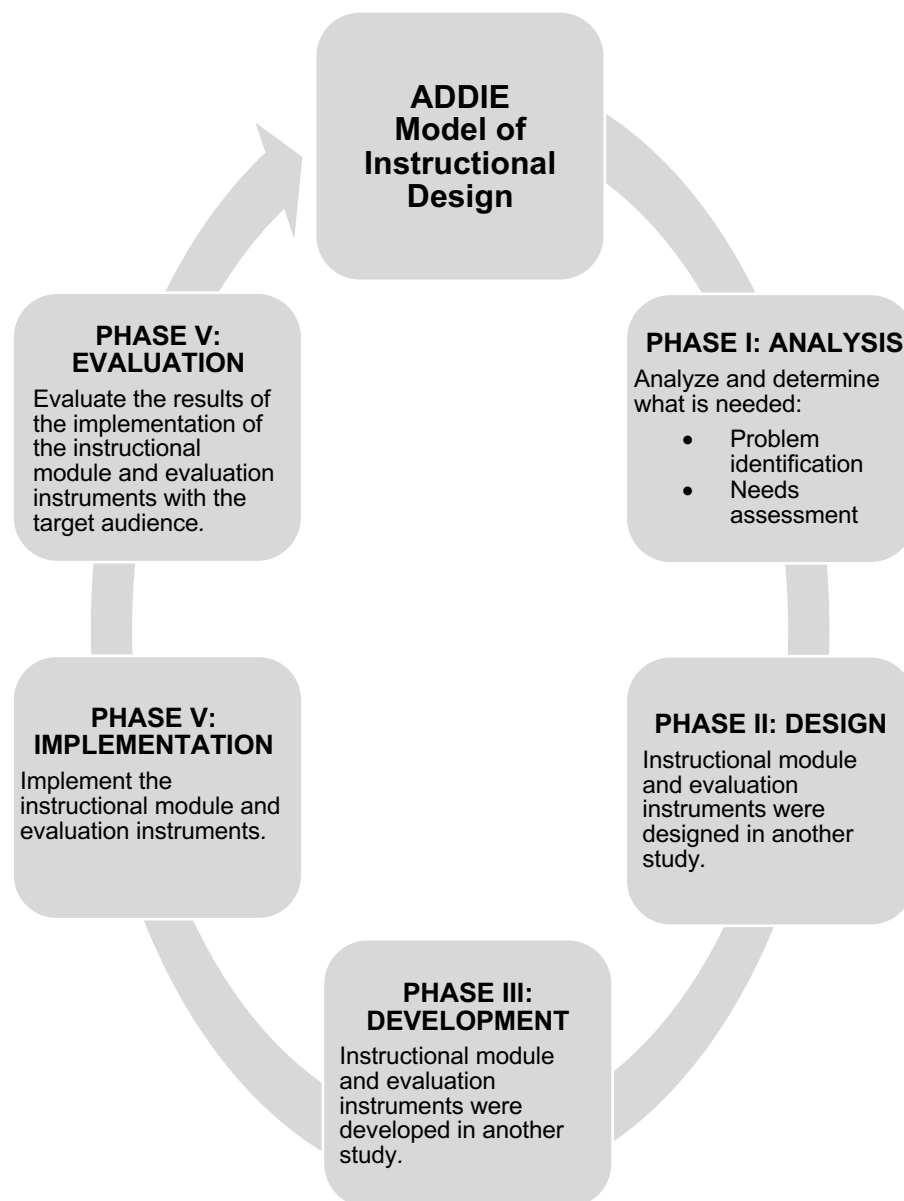 ADDIE
Model of
Instructional
Design
PHASE I: ANALYSIS
Analyze and determine
what is needed:
• Problem
identification
• Needs
assessment
PHASE II: DESIGN
Instructional module
and evaluation
instruments were
designed in another
study.
PHASE III:
DEVELOPMENT
Instructional module
and evaluation
instruments were
developed in another
study.
PHASE V:
IMPLEMENTATION
Implement the
instructional module and
evaluation instruments.
PHASE V:
EVALUATION
Evaluate the results of
the implementation of
the instructional
module and evaluation
instruments with the
target audience.